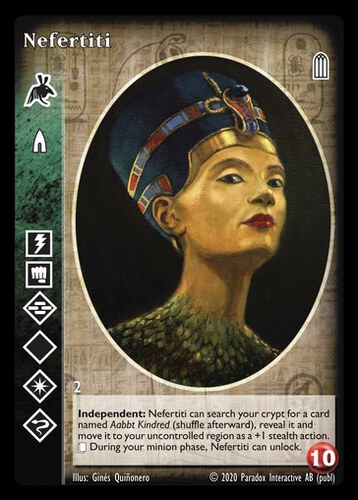 Nefertiti
2
Independent: Nefertiti can search your crypt for a card
named Aabbt Kindred (shuffle afterward), reveal it and
move it to your uncontrolled region as a +1 stealth action.
During your minion phase, Nefertiti can unlock.
10
Illus: Ginés Quiñonero © 2020 Paradox Interactive AB (publ)